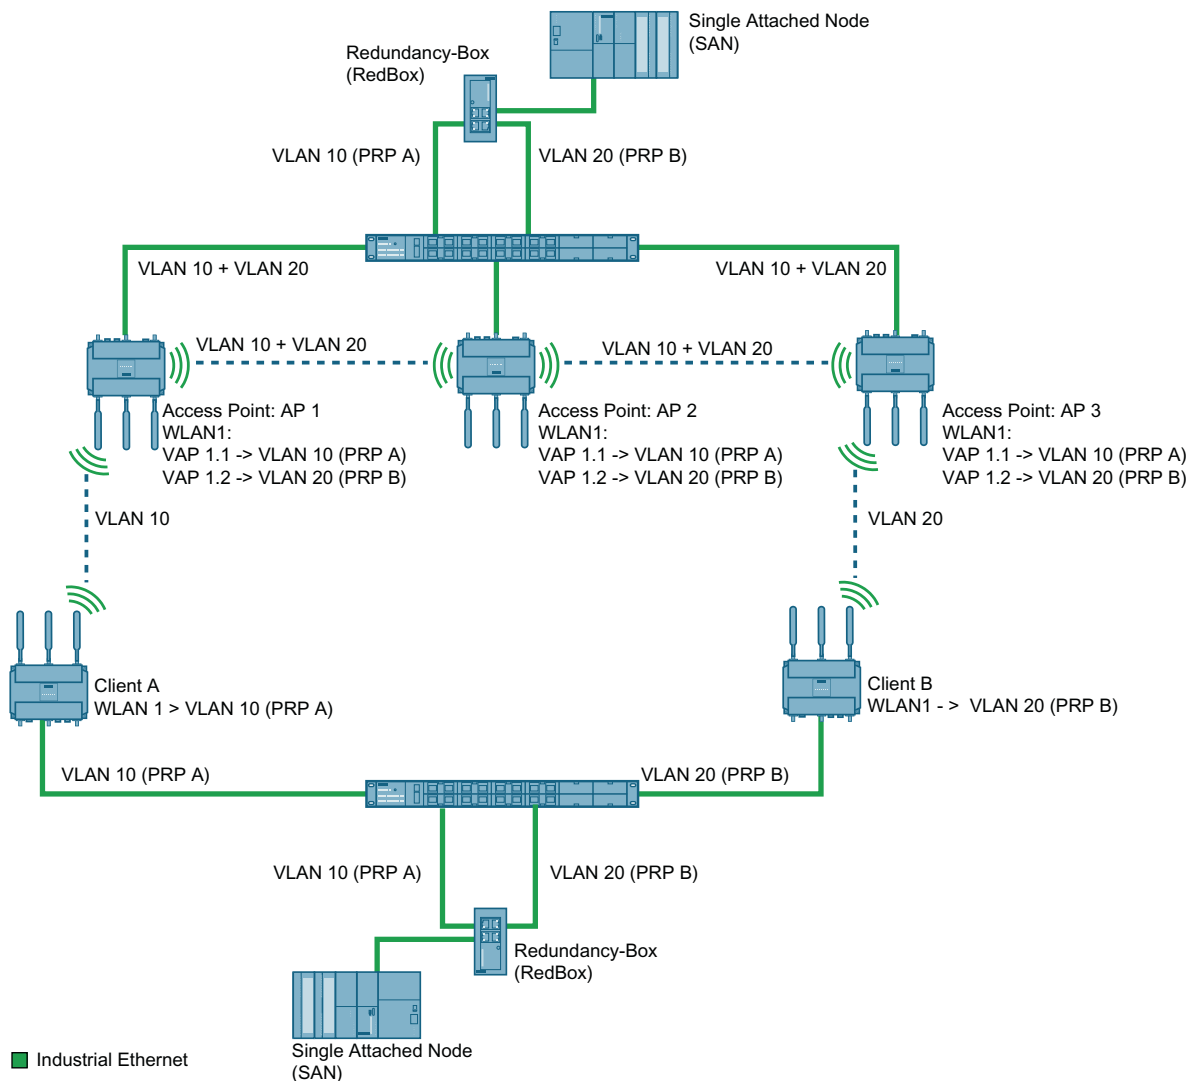 Single Attached Node
(SAN)
Redundancy-Box
(RedBox)
VLAN 10 (PRP A)
VLAN 20 (PRP B)
VLAN 10 + VLAN 20
VLAN 10 + VLAN 20
VLAN 10 + VLAN 20
VLAN 10 + VLAN 20
Access Point: AP 1
WLAN1:
VAP 1.1 -> VLAN 10 (PRP A)
VAP 1.2 -> VLAN 20 (PRP B)
Access Point: AP 2
WLAN1:
VAP 1.1 -> VLAN 10 (PRP A)
VAP 1.2 -> VLAN 20 (PRP B)
Access Point: AP 3
WLAN1:
VAP 1.1 -> VLAN 10 (PRP A)
VAP 1.2 -> VLAN 20 (PRP B)
VLAN 10
VLAN 20
Client A
WLAN 1 > VLAN 10 (PRP A)
Client B
WLAN1 - > VLAN 20 (PRP B)
VLAN 10 (PRP A)
VLAN 20 (PRP B)
VLAN 10 (PRP A)
VLAN 20 (PRP B)
Redundancy-Box
(RedBox)
Single Attached Node
(SAN)
Industrial Ethernet